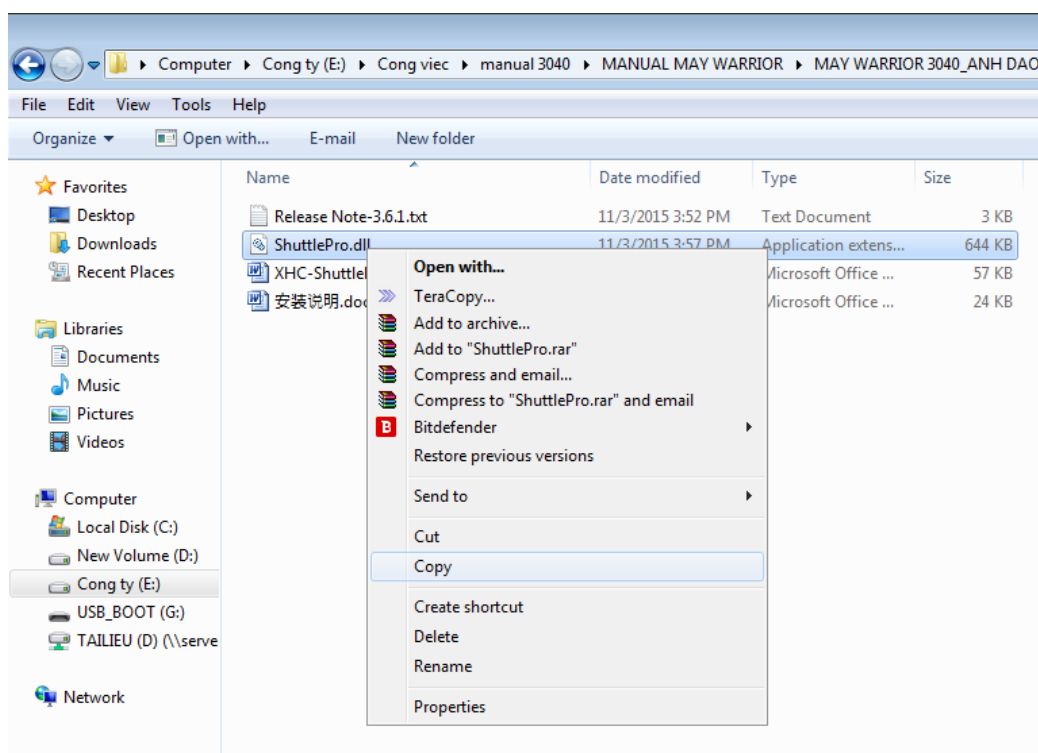 Computer Cong ty (E:) Cong viec manual 3040 MANUAL MAY WARRIOR MAY WARRIOR 3040_ANH DAO
File Edit View Tools Help
Organize Open with... E-mail New folder
Name Date modified Type Size
Favorites
Desktop
Downloads
Recent Places
Libraries
Documents
Music
Pictures
Videos
Computer
Local Disk (C:)
New Volume (D:)
Cong ty (E:)
USB_BOOT (G:)
TAILIEU (D) (\\serve
Network
Release Note-3.6.1.txt 11/3/2015 3:52 PM Text Document 3 KB
ShuttlePro.dll 11/3/2015 3:57 PM Application extens... 644 KB
XHC-Shuttle Microsoft Office ... 57 KB
安装说明.doc Microsoft Office ... 24 KB
Open with...
TeraCopy...
Add to archive...
Add to "ShuttlePro.rar"
Compress and email...
Compress to "ShuttlePro.rar" and email
Bitdefender
Restore previous versions
Send to
Cut
Copy
Create shortcut
Delete
Rename
Properties